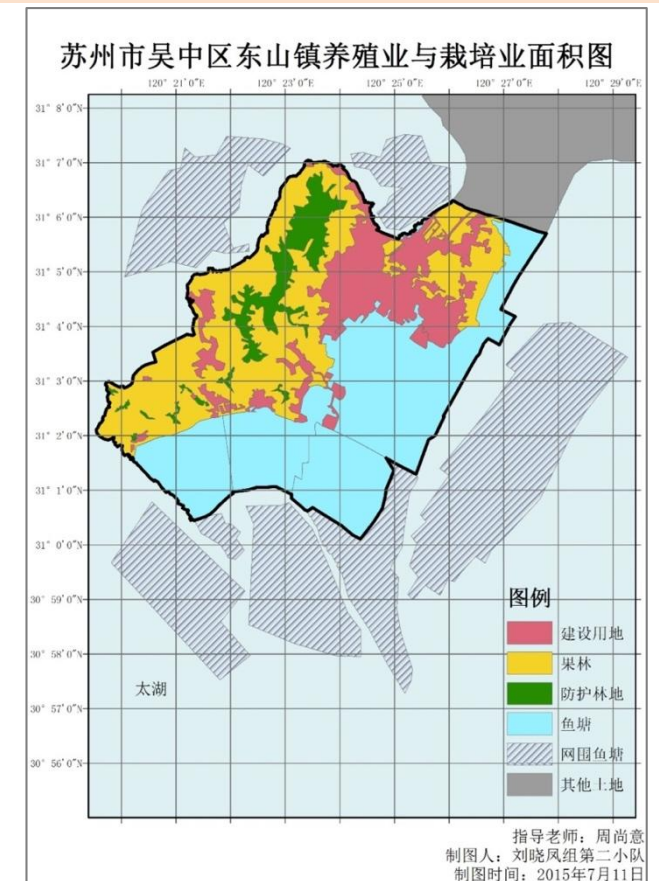 苏州市吴中区东山镇养殖业与栽培业面积图
120° 21′0″E 120° 23′0″E 120° 25′0″E 120° 27′0″E 120° 29′0″E
31° 8′0″N
31° 7′0″N
31° 6′0″N
31° 5′0″N
31° 4′0″N
31° 3′0″N
31° 2′0″N
31° 1′0″N
31° 0′0″N
30° 59′0″N
30° 58′0″N
30° 57′0″N
30° 56′0″N
太湖
图例
建设用地
果林
防护林地
鱼塘
网围鱼塘
其他土地
指导老师：周尚意
制图人：刘晓凤组第二小队
制图时间：2015年7月11日